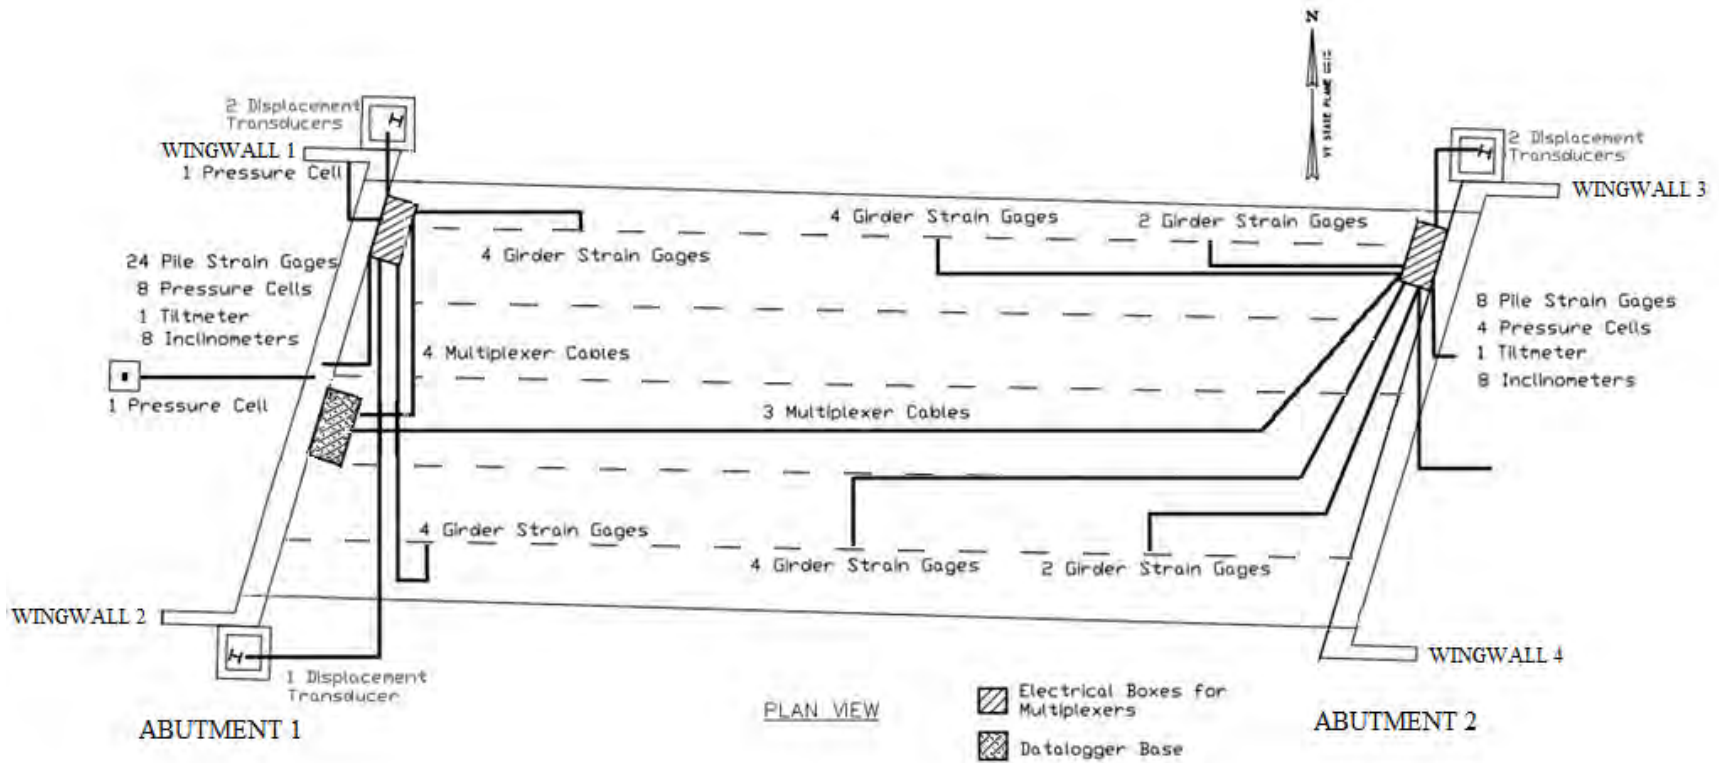 N
VT STATE PLANE GRID
2 Displacement
Transducers
WINGWALL 1
1 Pressure Cell
2 Displacement
Transducers
WINGWALL 3
4 Girder Strain Gages
2 Girder Strain Gages
4 Girder Strain Gages
24 Pile Strain Gages
8 Pressure Cells
1 Tiltmeter
8 Inclinometers
8 Pile Strain Gages
4 Pressure Cells
1 Tiltmeter
8 Inclinometers
4 Multiplexer Cables
1 Pressure Cell
3 Multiplexer Cables
4 Girder Strain Gages
4 Girder Strain Gages
2 Girder Strain Gages
WINGWALL 2
WINGWALL 4
1 Displacement
Transducer
ABUTMENT 1
PLAN VIEW
Electrical Boxes for
Multiplexers
Datalogger Base
ABUTMENT 2